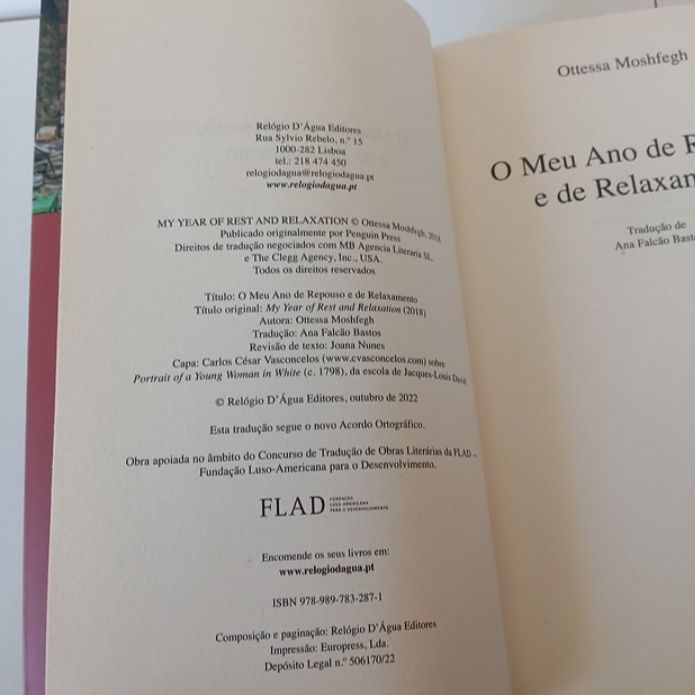 Relógio D'Água Editores
Rua Sylvio Rebelo, n.º 15
1000-282 Lisboa
tel.: 218 474 450
relogiodagua@relogiodagua.pt
www.relogiodagua.pt
MY YEAR OF REST AND RELAXATION © Ottessa Moshfegh, 2018
Publicado originalmente por Penguin Press
Direitos de tradução negociados com MB Agencia Literaria SL.
e The Clegg Agency, Inc., USA.
Todos os direitos reservados
Título: O Meu Ano de Repouso e de Relaxamento
Título original: My Year of Rest and Relaxation (2018)
Autora: Ottessa Moshfegh
Tradução: Ana Falcão Bastos
Revisão de texto: Joana Nunes
Capa: Carlos César Vasconcelos (www.cvasconcelos.com) sobre
Portrait of a Young Woman in White (c. 1798), da escola de Jacques-Louis David
© Relógio D'Água Editores, outubro de 2022
Esta tradução segue o novo Acordo Ortográfico.
Obra apoiada no âmbito do Concurso de Tradução de Obras Literárias da FLAD –
Fundação Luso-Americana para o Desenvolvimento.
FLAD
FUNDAÇÃO
LUSO-AMERICANA
PARA O DESENVOLVIMENTO
Encomende os seus livros em:
www.relogiodagua.pt
ISBN 978-989-783-287-1
Composição e paginação: Relógio D'Água Editores
Impressão: Europress, Lda.
Depósito Legal n.º 506170/22
Ottessa Moshfegh
O Meu Ano de R
e de Relaxam
Tradução de
Ana Falcão Basto